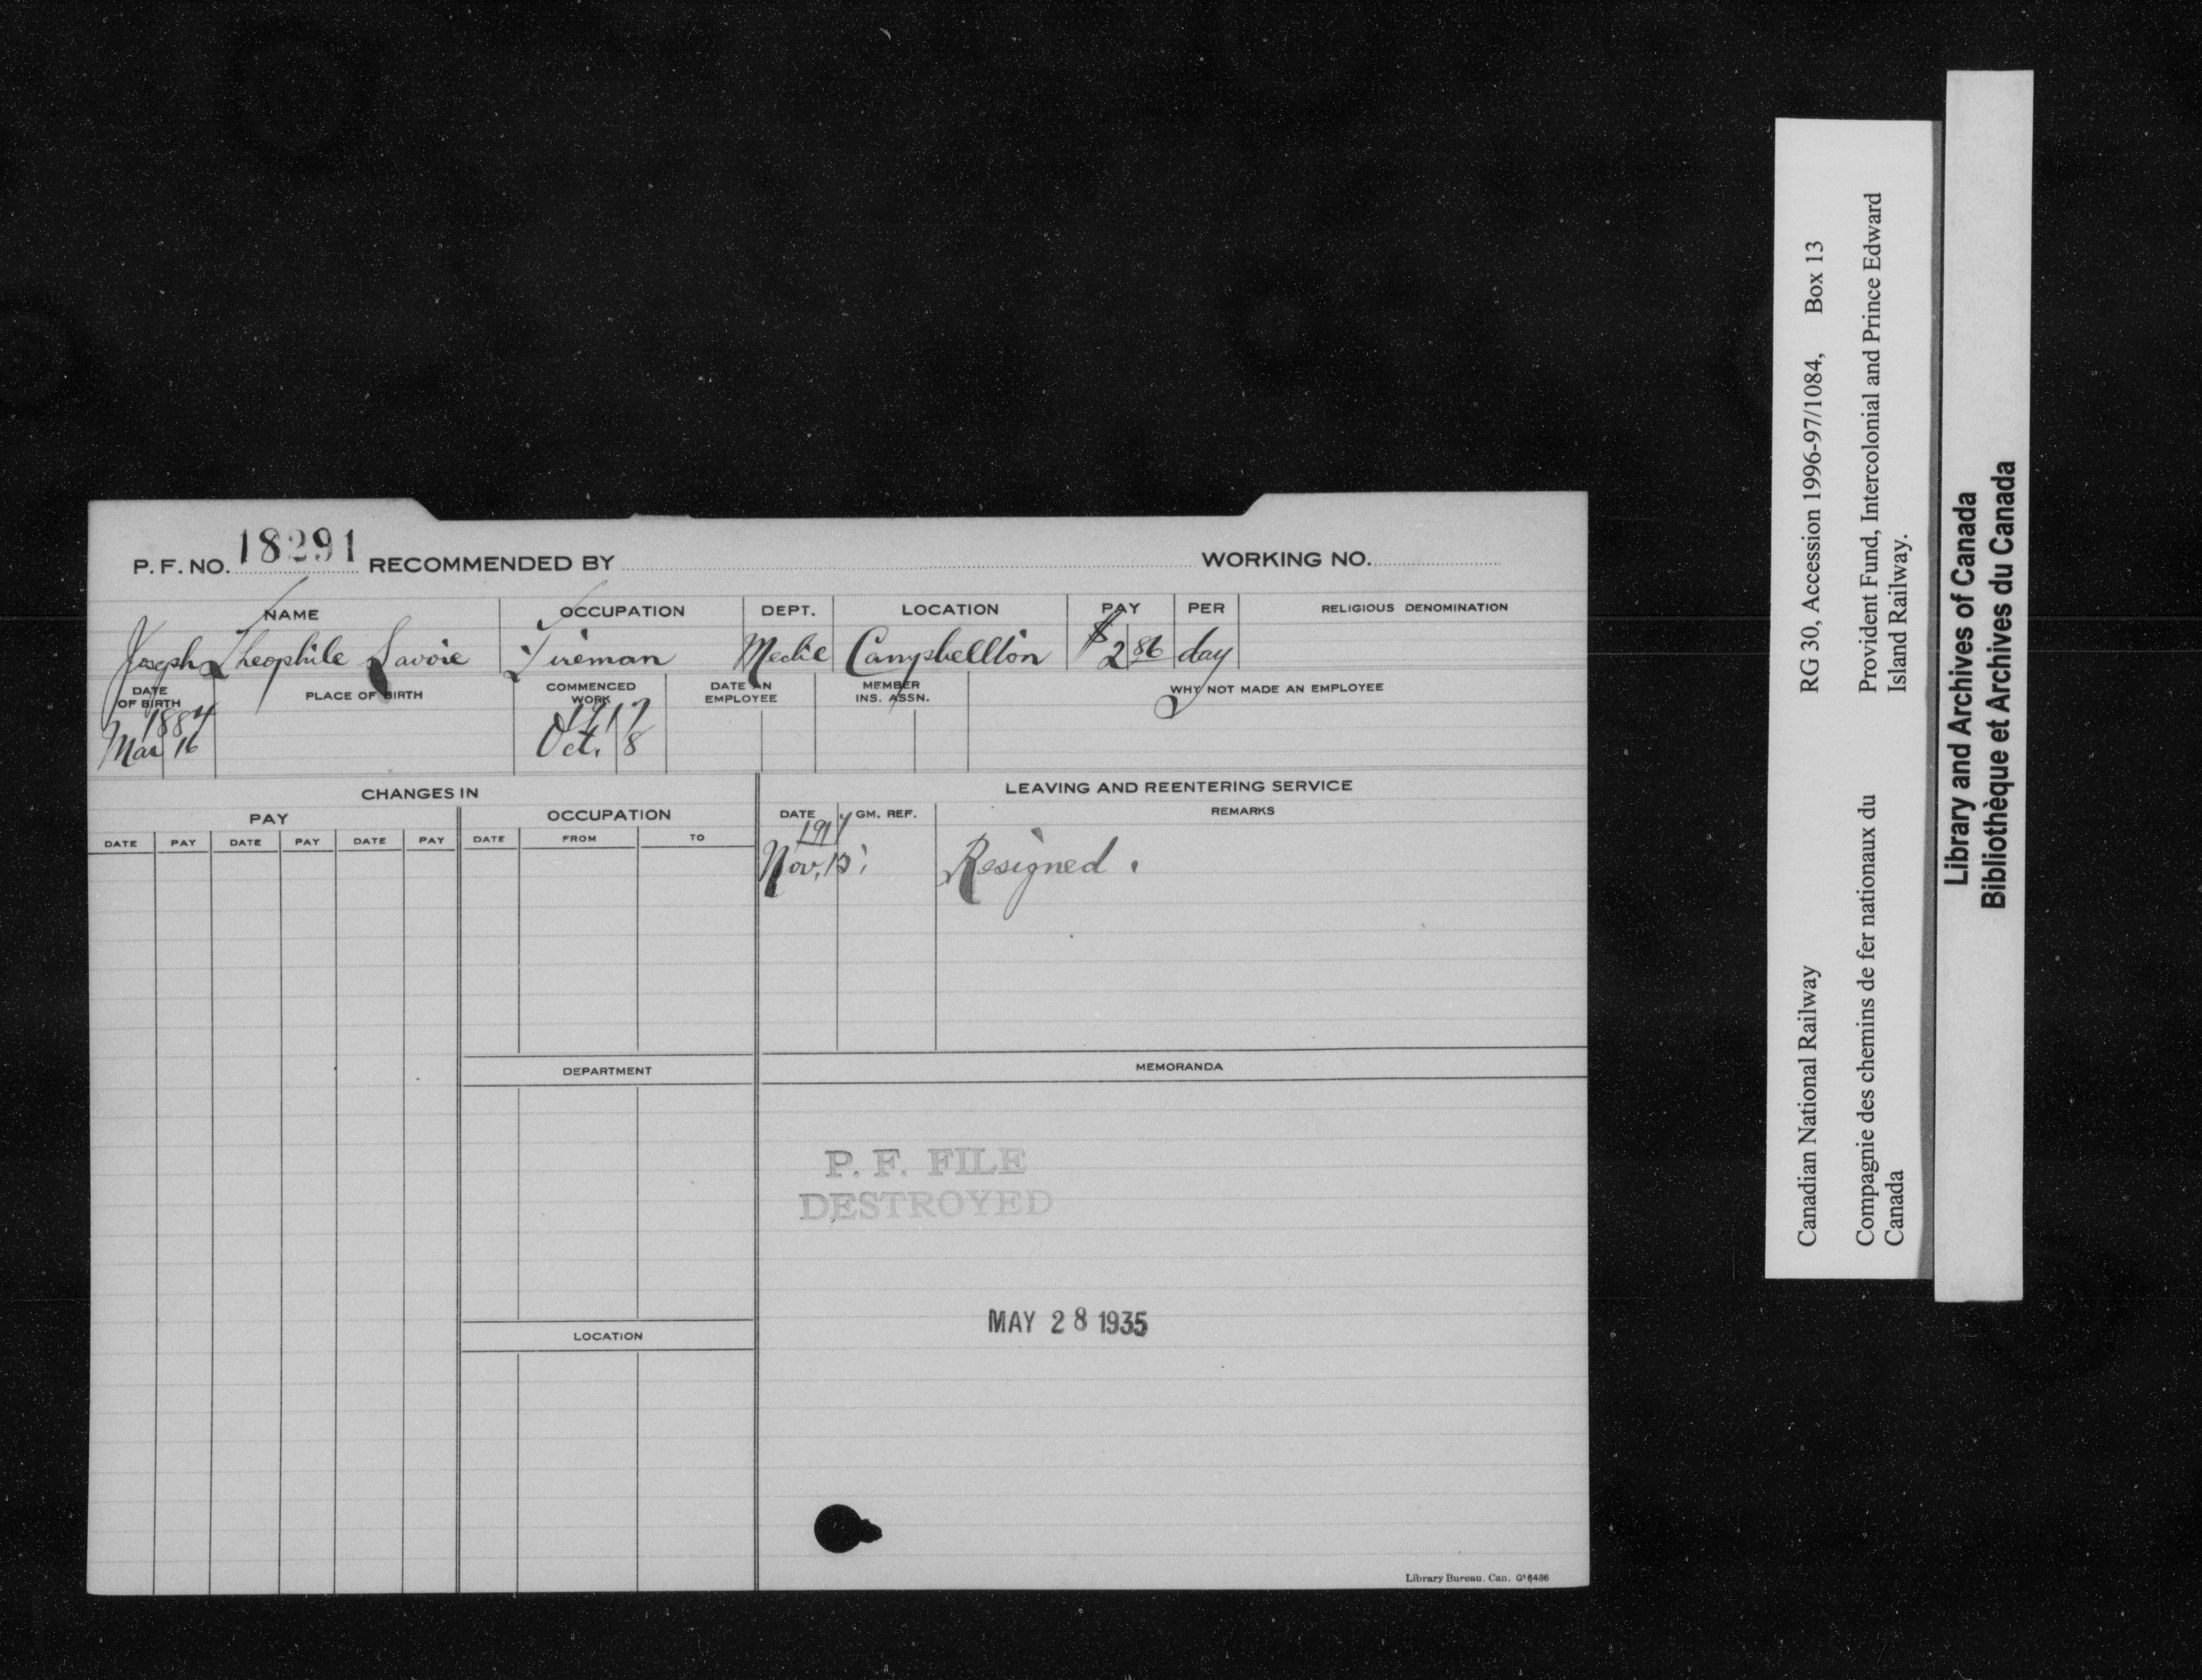 P. F. NO. 18291 RECOMMENDED BY WORKING NO.
NAME OCCUPATION DEPT. LOCATION PAY PER RELIGIOUS DENOMINATION
Joseph Theophile Savoie Fireman Mechc Campbellton $2 86 day
DATE OF BIRTH PLACE OF BIRTH COMMENCED WORK DATE AN EMPLOYEE MEMBER INS. ASSN. WHY NOT MADE AN EMPLOYEE
1884 1917
Mar 16 Oct. 8
CHANGES IN LEAVING AND REENTERING SERVICE
PAY OCCUPATION DATE GM. REF. REMARKS
DATE PAY DATE PAY DATE PAY DATE FROM TO
1917
Nov. Resigned.
DEPARTMENT MEMORANDA
P. F. FILE
DESTROYED
MAY 28 1935
LOCATION
Library Bureau. Can. G16436
Canadian National Railway RG 30, Accession 1996-97/1084, Box 13
Compagnie des chemins de fer nationaux du Canada
Provident Fund, Intercolonial and Prince Edward Island Railway.
Library and Archives of Canada
Bibliothèque et Archives du Canada